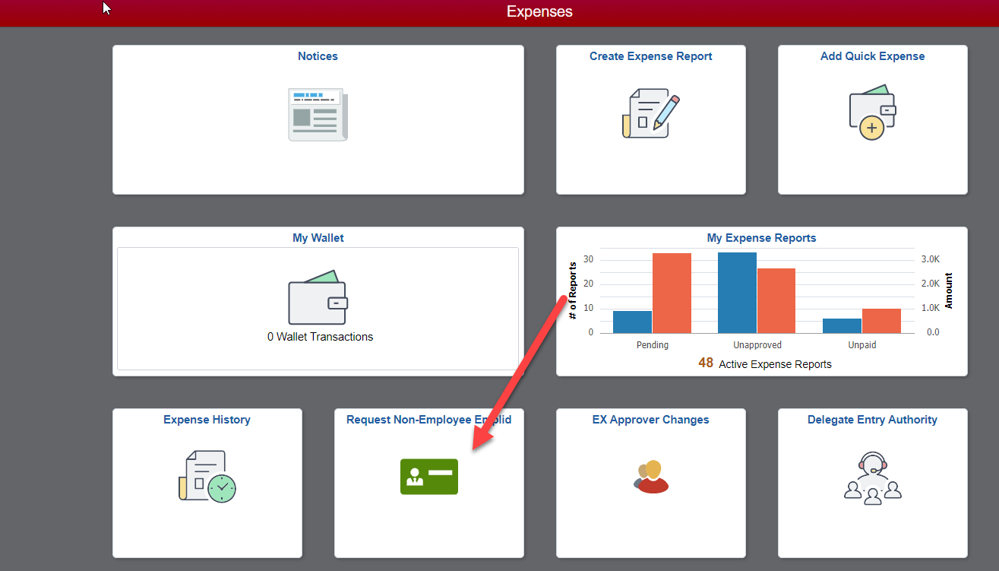 Expenses
Notices
Create Expense Report
Add Quick Expense
My Wallet
0 Wallet Transactions
My Expense Reports
# of Reports
30
20
10
0
3.0K
2.0K
1.0K
0.0
Amount
Pending
Unapproved
Unpaid
48 Active Expense Reports
Expense History
Request Non-Employee Emplid
EX Approver Changes
Delegate Entry Authority